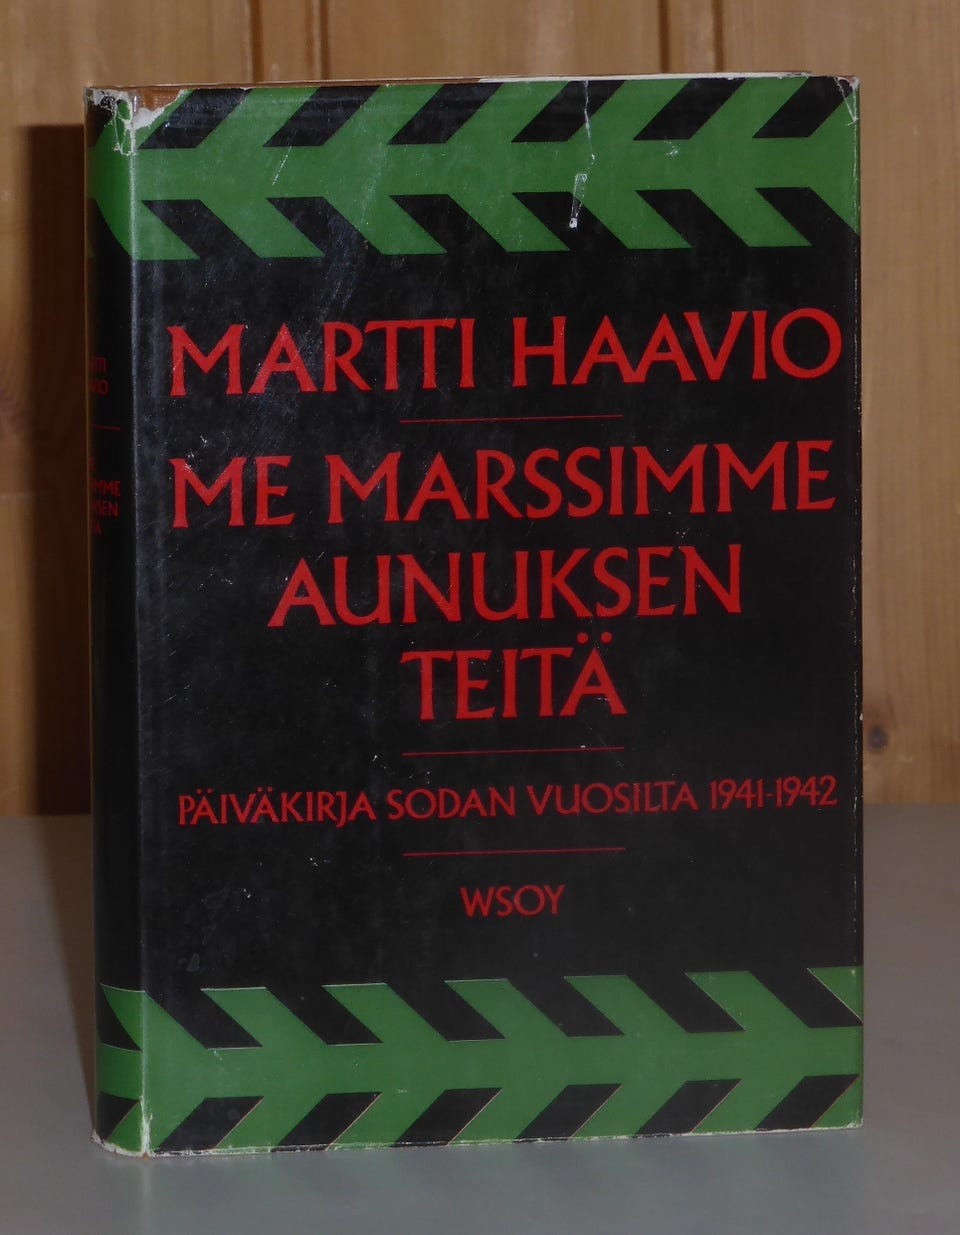 MARTTI HAAVIO
ME MARSSIMME
AUNUKSEN
TEITÄ
PÄIVÄKIRJA SODAN VUOSILTA 1941-1942
WSOY